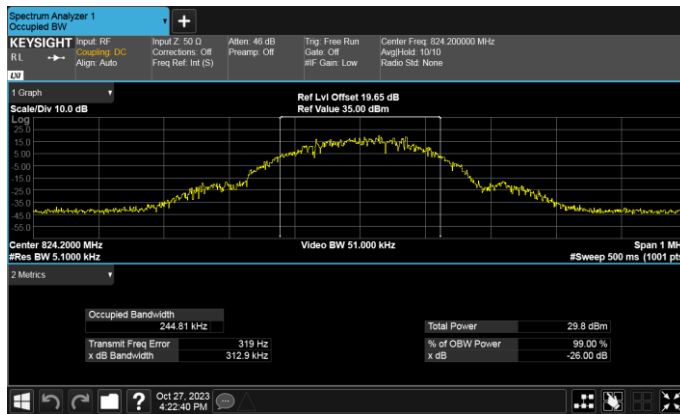 Spectrum Analyzer 1
Occupied BW
KEYSIGHT Input: RF Input Z: 50 Ω Atten: 46 dB Trig: Free Run Center Freq: 824.200000 MHz
RL Coupling: DC Corrections: Off Preamp: Off Gate: Off Avg|Hold: 10/10
Align: Auto Freq Ref: Int (S) #IF Gain: Low Radio Std: None
LXI
1 Graph
Ref Lvl Offset 19.65 dB
Scale/Div 10.0 dB Ref Value 35.00 dBm
Log
25.0
15.0
5.00
-5.00
-15.0
-25.0
-35.0
-45.0
-55.0
Center 824.2000 MHz Video BW 51.000 kHz Span 1 MH
#Res BW 5.1000 kHz #Sweep 500 ms (1001 pts
2 Metrics
Occupied Bandwidth
244.81 kHz Total Power 29.8 dBm
Transmit Freq Error 319 Hz % of OBW Power 99.00 %
x dB Bandwidth 312.9 kHz x dB -26.00 dB
? Oct 27, 2023
4:22:40 PM